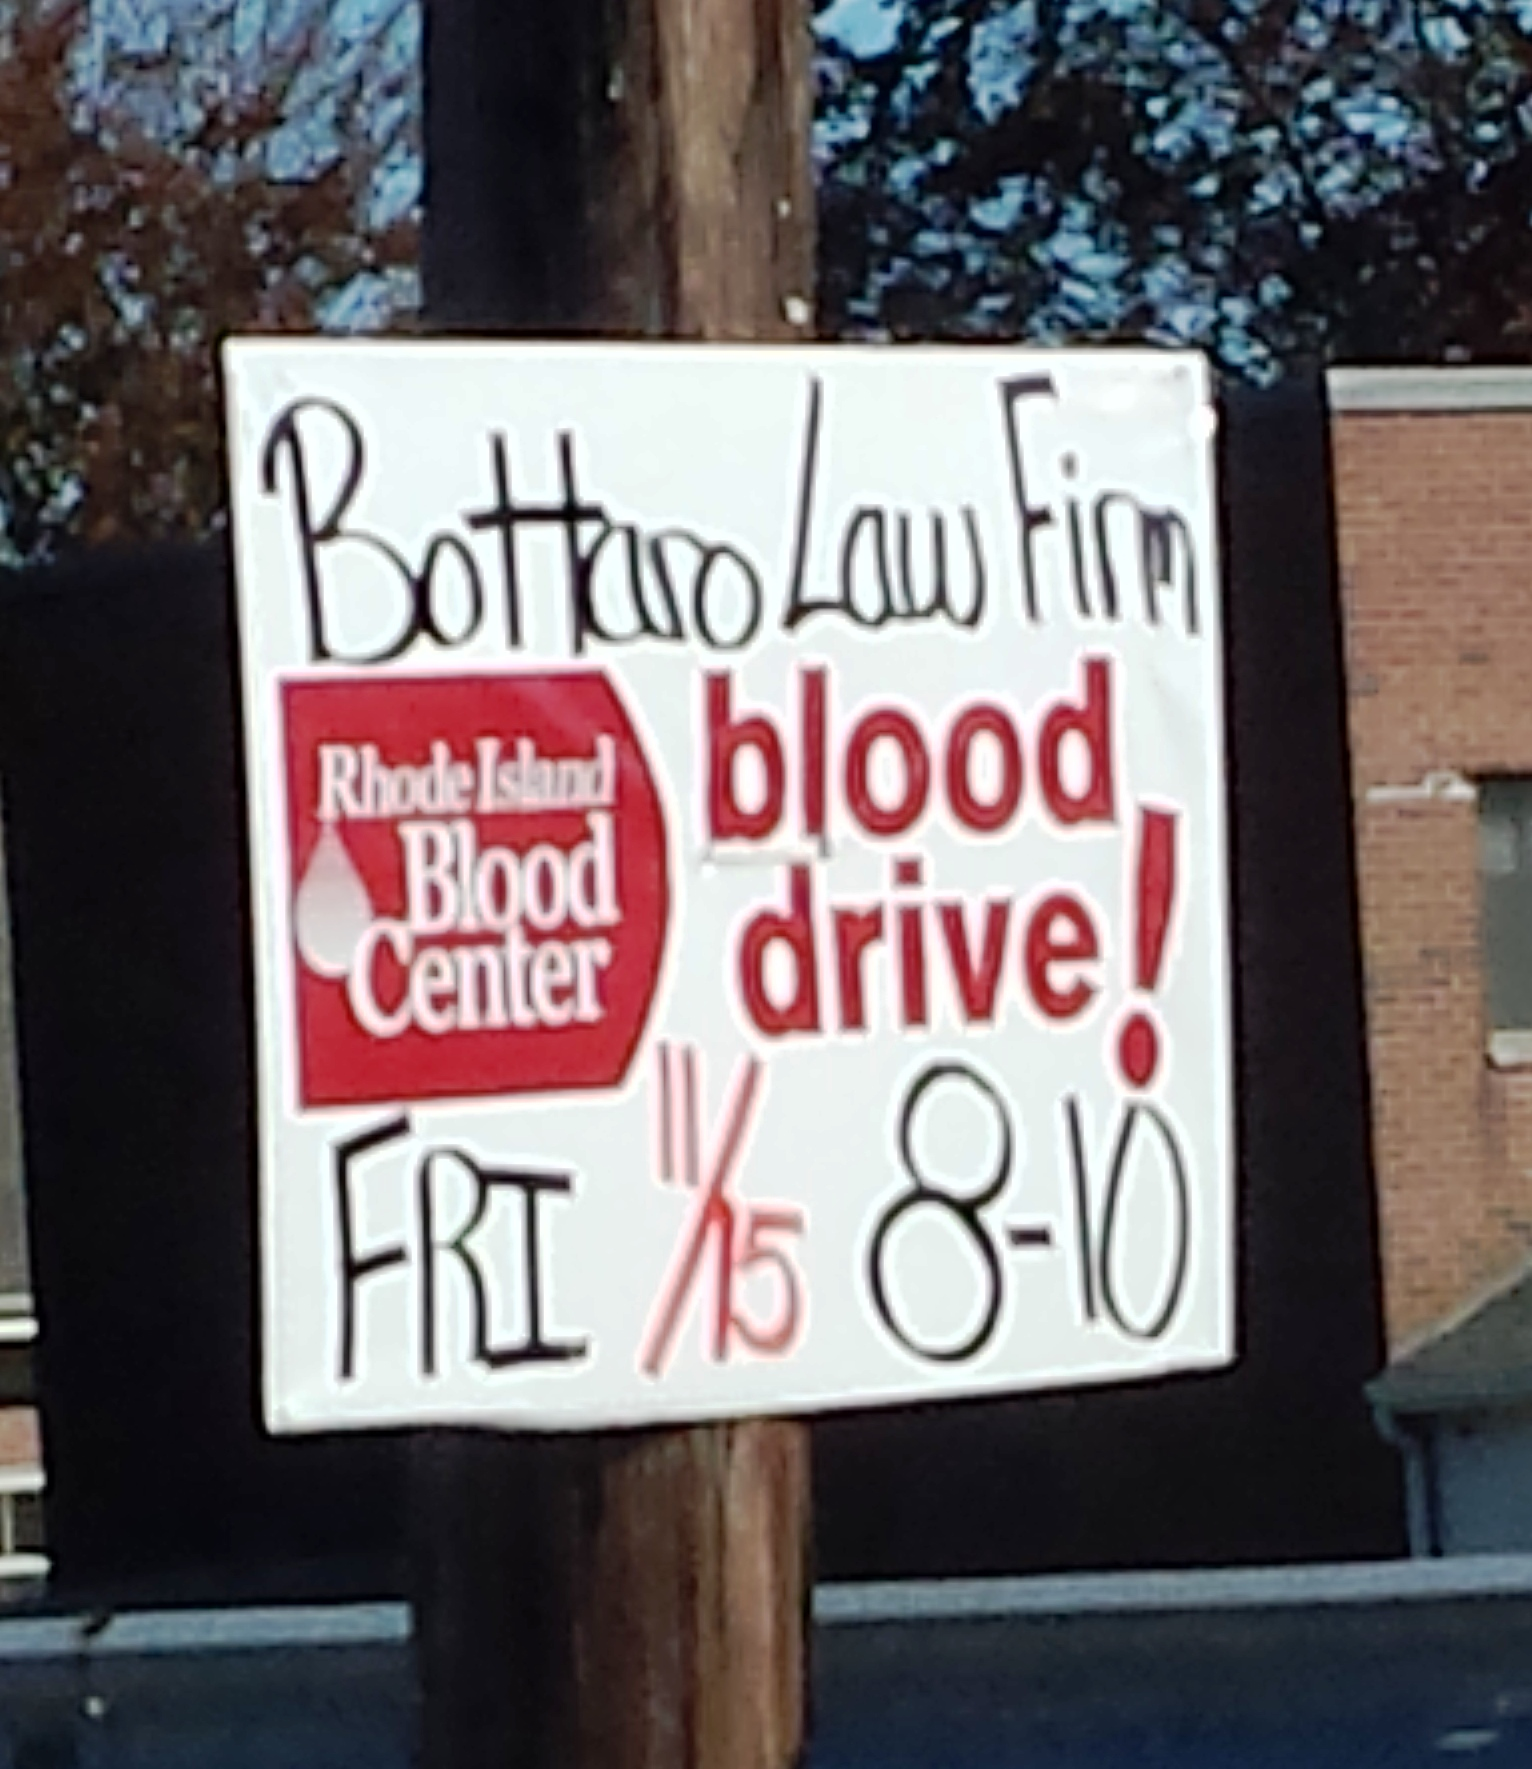 Bottaro Law Firm
Rhode Island
Blood
Center
blood
drive!
FRI 11/15 8-10